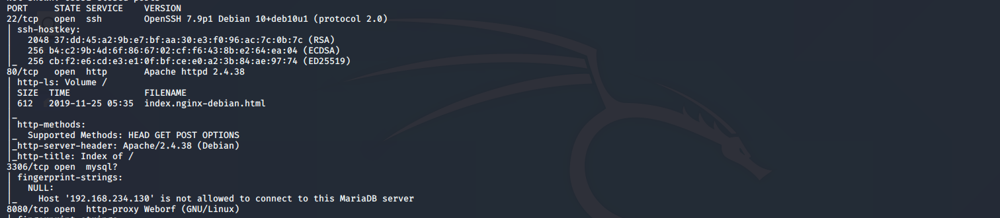 PORT     STATE SERVICE    VERSION
22/tcp   open  ssh        OpenSSH 7.9p1 Debian 10+deb10u1 (protocol 2.0)
| ssh-hostkey:
|   2048 37:dd:45:a2:9b:e7:bf:aa:30:e3:f0:96:ac:7c:0b:7c (RSA)
|   256 b4:c2:9b:4d:6f:86:67:02:cf:f6:43:8b:e2:64:ea:04 (ECDSA)
|_  256 cb:f2:e6:cd:e3:e1:0f:bf:ce:e0:a2:3b:84:ae:97:74 (ED25519)
80/tcp   open  http       Apache httpd 2.4.38
| http-ls: Volume /
| SIZE  TIME              FILENAME
| 612   2019-11-25 05:35  index.nginx-debian.html
|_
| http-methods:
|_  Supported Methods: HEAD GET POST OPTIONS
|_http-server-header: Apache/2.4.38 (Debian)
|_http-title: Index of /
3306/tcp open  mysql?
| fingerprint-strings:
|   NULL:
|_    Host '192.168.234.130' is not allowed to connect to this MariaDB server
8080/tcp open  http-proxy Weborf (GNU/Linux)